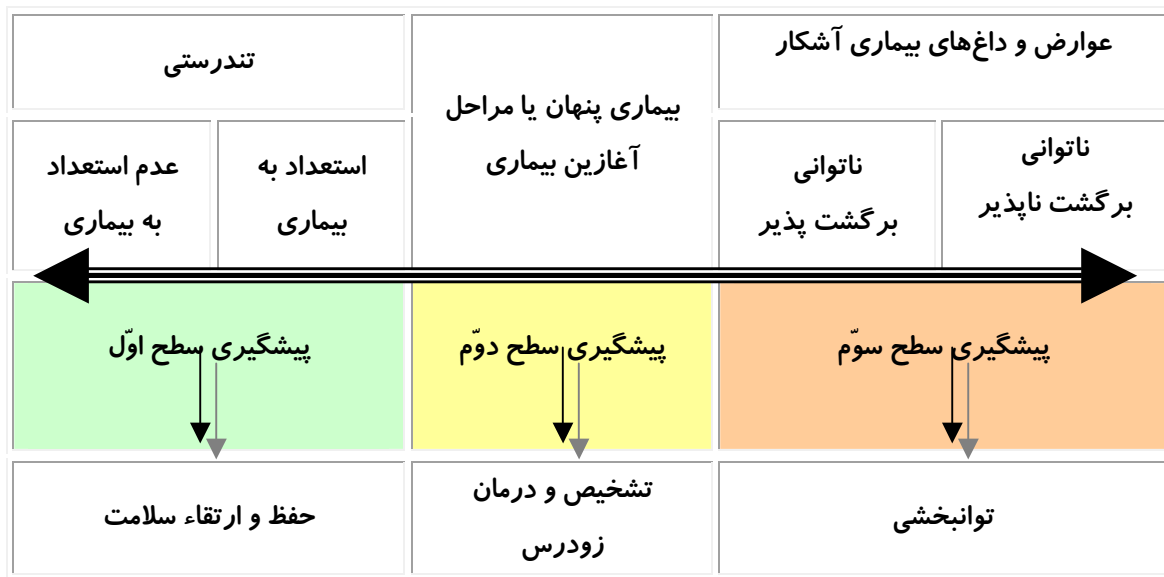 تندرستی
بیماری پنهان یا مراحل
آغازین بیماری
عوارض و داغ‌های بیماری آشکار
عدم استعداد
به بیماری
استعداد به
بیماری
ناتوانی
برگشت پذیر
ناتوانی
برگشت ناپذیر
پیشگیری سطح اوّل
پیشگیری سطح دوّم
پیشگیری سطح سوّم
حفظ و ارتقاء سلامت
تشخیص و درمان
زودرس
توانبخشی